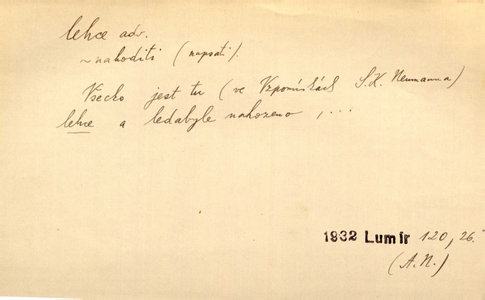 lehce adv.
~nahoditi (napsati).
Všecko jest tu (ve Vzpomínkách S.K. Neumanna)
lehce a ledabyle nahozeno, ...
1932 Lumír 120, 26.
(A.N.)